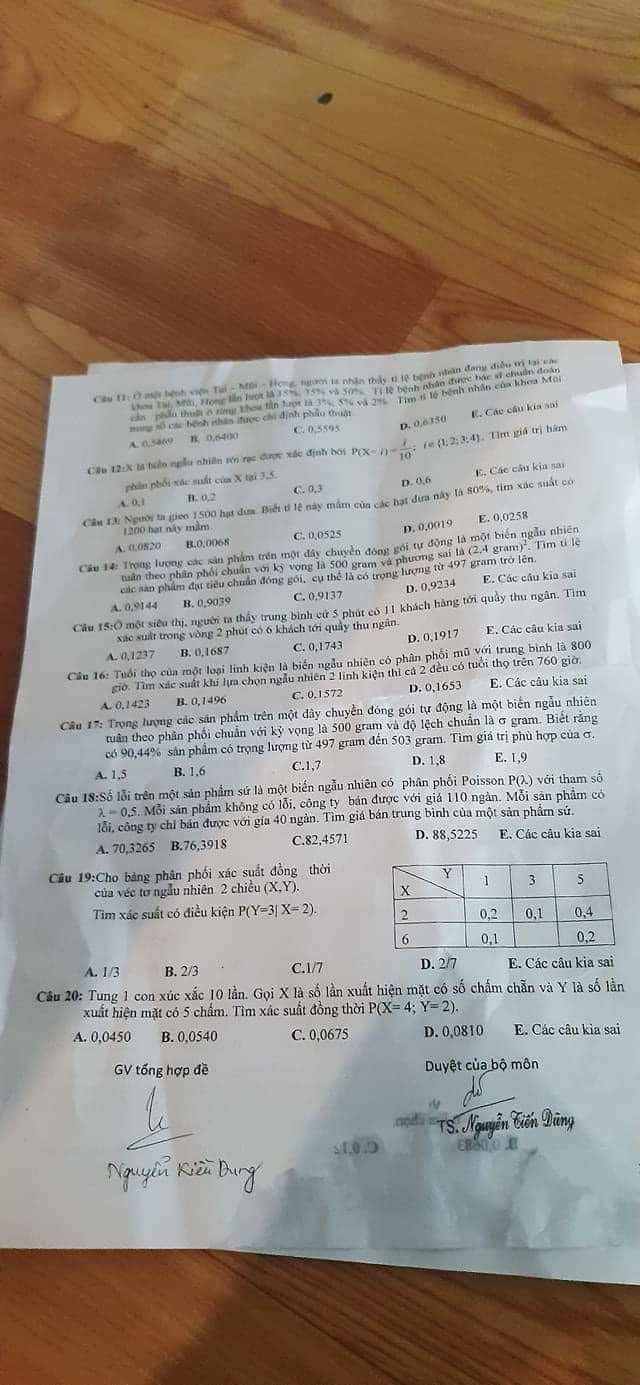 Câu 11: Ở một bệnh viện Tai - Mũi - Họng, người ta nhận thấy tỉ lệ bệnh nhân đang điều trị tại các
khoa Tai, Mũi, Họng lần lượt là 15%, 35% và 50%. Tỉ lệ bệnh nhân được bác sĩ chuẩn đoán
cần phẫu thuật ở từng khoa lần lượt là 3%; 5% và 2%. Tìm tỉ lệ bệnh nhân của khoa Mũi
trong số các bệnh nhân được chỉ định phẫu thuật
A. 0,5469 B. 0,6400 C. 0,5595 D. 0,6350 E. Các câu kia sai
Câu 12: X là biến ngẫu nhiên rời rạc được xác định bởi P(X = i) = i/10; i ∈ {1; 2; 3; 4}. Tìm giá trị hàm
phân phối xác suất của X tại 3,5.
A. 0,1 B. 0,2 C. 0,3 D. 0,6 E. Các câu kia sai
Câu 13: Người ta gieo 1500 hạt dưa. Biết tỉ lệ nảy mầm của các hạt dưa này là 80%, tìm xác suất có
1200 hạt nảy mầm.
A. 0,0820 B.0,0068 C. 0,0525 D. 0,0019 E. 0,0258
Câu 14: Trọng lượng các sản phẩm trên một dây chuyền đóng gói tự động là một biến ngẫu nhiên
tuân theo phân phối chuẩn với kỳ vọng là 500 gram và phương sai là (2,4 gram)². Tìm tỉ lệ
các sản phẩm đạt tiêu chuẩn đóng gói, cụ thể là có trọng lượng từ 497 gram trở lên.
A. 0,9144 B. 0,9039 C. 0,9137 D. 0,9234 E. Các câu kia sai
Câu 15:Ở một siêu thị, người ta thấy trung bình cứ 5 phút có 11 khách hàng tới quầy thu ngân. Tìm
xác suất trong vòng 2 phút có 6 khách tới quầy thu ngân.
A. 0,1237 B. 0,1687 C. 0,1743 D. 0,1917 E. Các câu kia sai
Câu 16: Tuổi thọ của một loại linh kiện là biến ngẫu nhiên có phân phối mũ với trung bình là 800
giờ. Tìm xác suất khi lựa chọn ngẫu nhiên 2 linh kiện thì cả 2 đều có tuổi thọ trên 760 giờ.
A. 0,1423 B. 0,1496 C. 0,1572 D. 0,1653 E. Các câu kia sai
Câu 17: Trọng lượng các sản phẩm trên một dây chuyền đóng gói tự động là một biến ngẫu nhiên
tuân theo phân phối chuẩn với kỳ vọng là 500 gram và độ lệch chuẩn là σ gram. Biết rằng
có 90,44% sản phẩm có trọng lượng từ 497 gram đến 503 gram. Tìm giá trị phù hợp của σ.
A. 1,5 B. 1,6 C.1,7 D. 1,8 E. 1,9
Câu 18:Số lỗi trên một sản phẩm sứ là một biến ngẫu nhiên có phân phối Poisson P(λ) với tham số
λ = 0,5. Mỗi sản phẩm không có lỗi, công ty bán được với giá 110 ngàn. Mỗi sản phẩm có
lỗi, công ty chỉ bán được với gía 40 ngàn. Tìm giá bán trung bình của một sản phẩm sứ.
A. 70,3265 B.76,3918 C.82,4571 D. 88,5225 E. Các câu kia sai
Câu 19:Cho bảng phân phối xác suất đồng thời
của véc tơ ngẫu nhiên 2 chiều (X,Y).
Tìm xác suất có điều kiện P(Y=3| X= 2).
X Y 1 3 5
2 0,2 0,1 0,4
6 0,1 0,2
A. 1/3 B. 2/3 C.1/7 D. 2/7 E. Các câu kia sai
Câu 20: Tung 1 con xúc xắc 10 lần. Gọi X là số lần xuất hiện mặt có số chấm chẵn và Y là số lần
xuất hiện mặt có 5 chấm. Tìm xác suất đồng thời P(X= 4; Y= 2).
A. 0,0450 B. 0,0540 C. 0,0675 D. 0,0810 E. Các câu kia sai
GV tổng hợp đề Duyệt của bộ môn
TS. Nguyễn Tiến Dũng
Nguyễn Kiều Dung